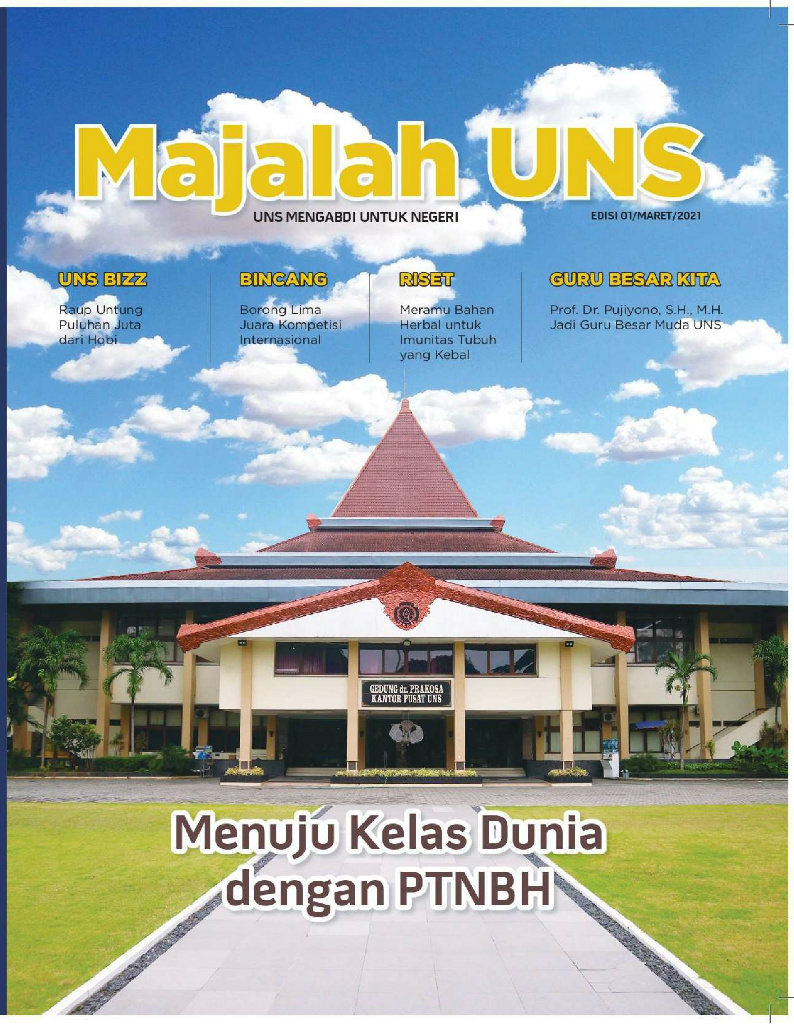 Majalah UNS
UNS MENGABDI UNTUK NEGERI
EDISI 01/MARET/2021
UNS BIZZ
Raup Untung
Puluhan Juta
dari Hobi
BINCANG
Borong Lima
Juara Kompetisi
Internasional
RISET
Meramu Bahan
Herbal untuk
Imunitas Tubuh
yang Kebal
GURU BESAR KITA
Prof. Dr. Pujiyono, S.H., M.H.
Jadi Guru Besar Muda UNS
GEDUNG dr. PRAKOSA
KANTOR PUSAT UNS
Menuju Kelas Dunia
dengan PTNBH